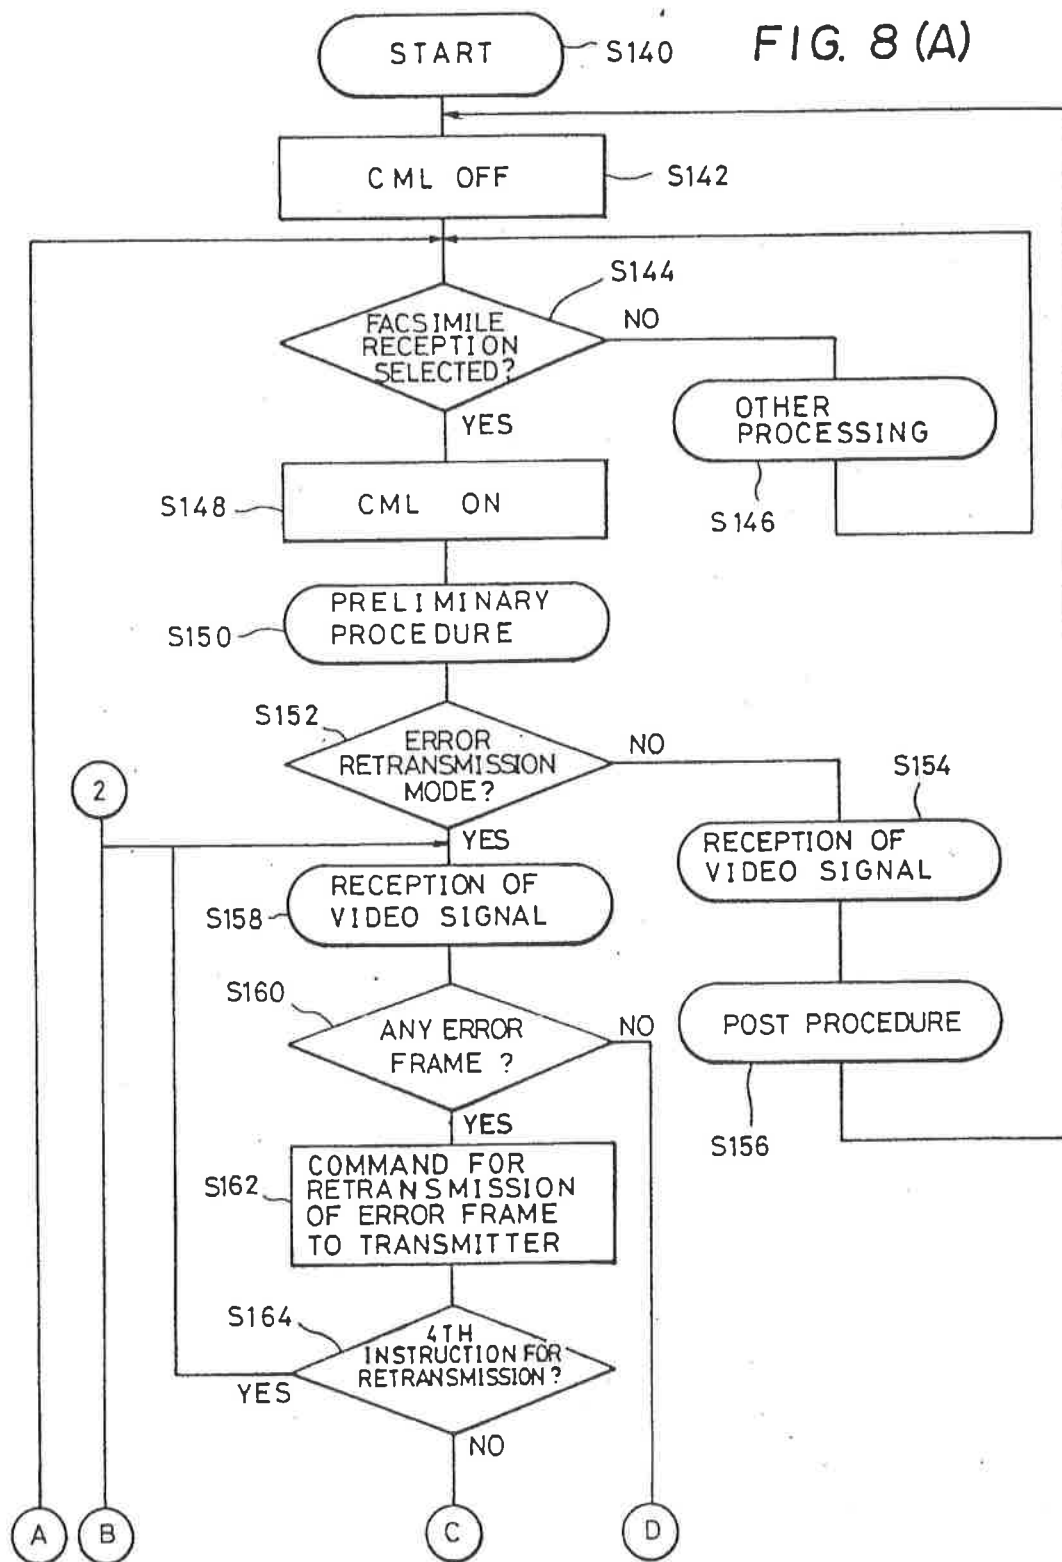 FIG. 8 (A)
START
S140
CML OFF
S142
S144
FACSIMILE
RECEPTION
SELECTED?
NO
YES
OTHER
PROCESSING
S146
S148
CML ON
S150
PRELIMINARY
PROCEDURE
S152
ERROR
RETRANSMISSION
MODE?
NO
YES
S154
RECEPTION OF
VIDEO SIGNAL
2
S158
RECEPTION OF
VIDEO SIGNAL
S160
ANY ERROR
FRAME ?
NO
YES
POST PROCEDURE
S156
S162
COMMAND FOR
RETRANSMISSION
OF ERROR FRAME
TO TRANSMITTER
S164
4TH
INSTRUCTION FOR
RETRANSMISSION?
YES
NO
A
B
C
D